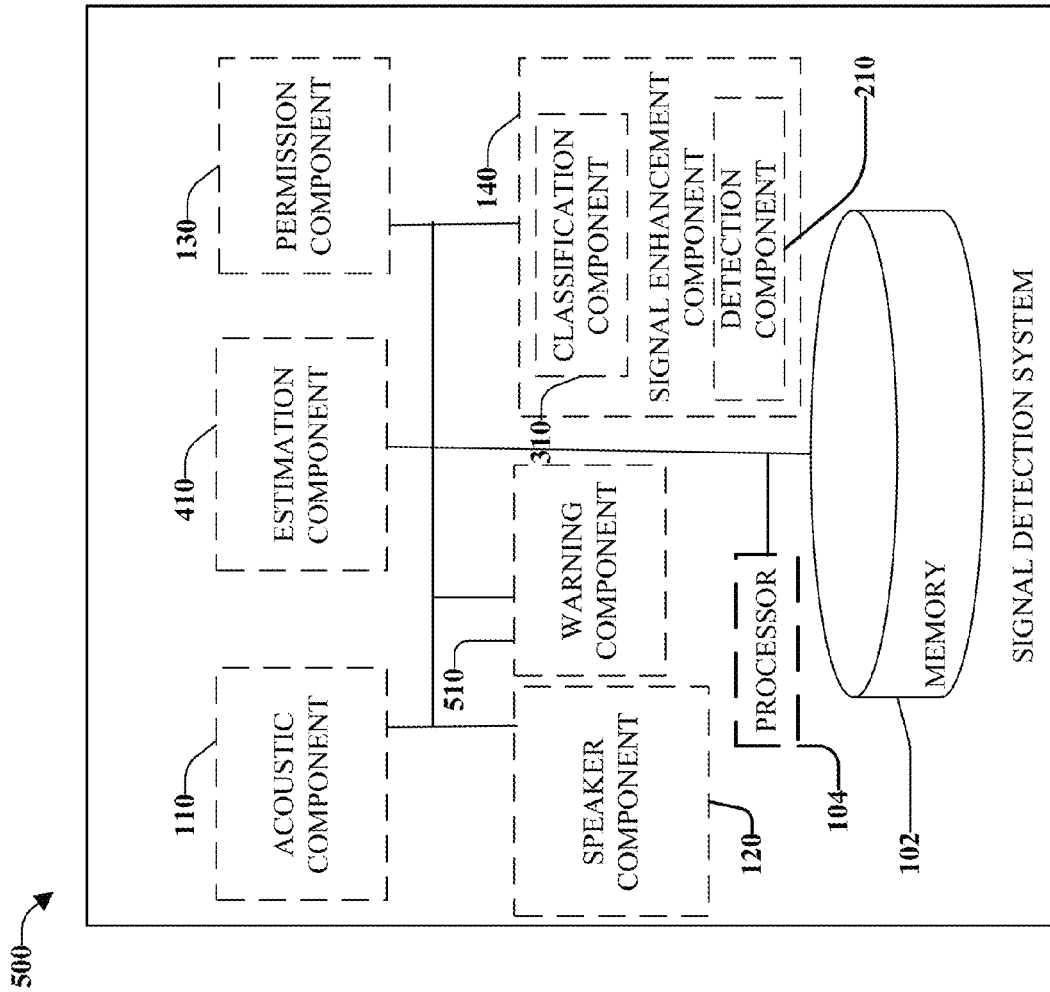 500
110
ACOUSTIC
COMPONENT
410
ESTIMATION
COMPONENT
130
PERMISSION
COMPONENT
510
SPEAKER
COMPONENT
120
WARNING
COMPONENT
310
140
CLASSIFICATION
COMPONENT
SIGNAL ENHANCEMENT
COMPONENT
DETECTION
COMPONENT
210
PROCESSOR
104
MEMORY
102
SIGNAL DETECTION SYSTEM